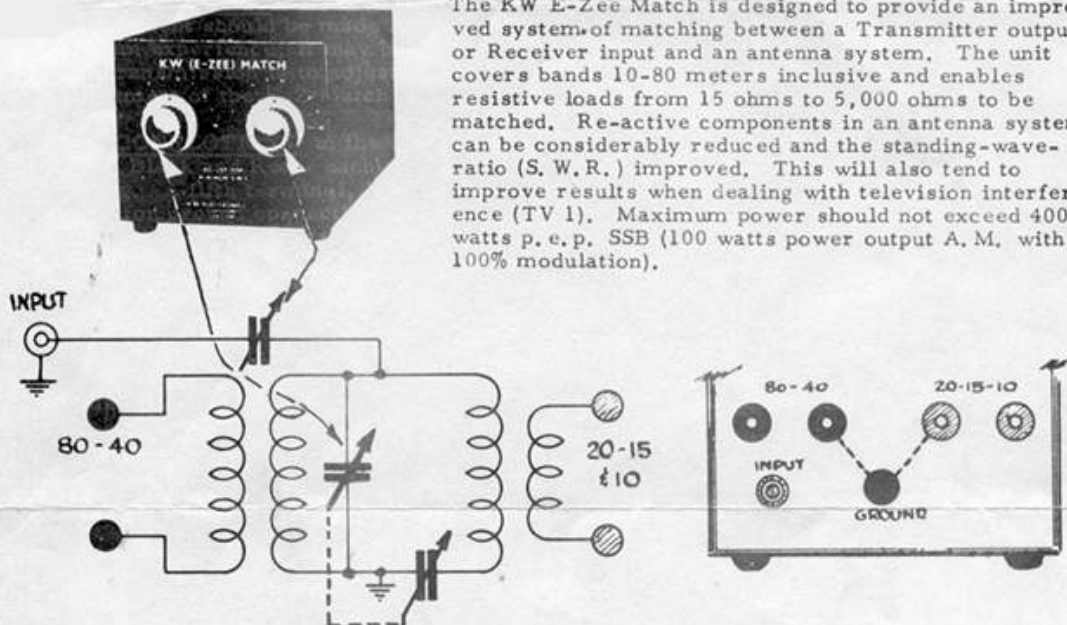 The KW E-Zee Match is designed to provide an impro-
ved system of matching between a Transmitter output
or Receiver input and an antenna system. The unit
covers bands 10-80 meters inclusive and enables
resistive loads from 15 ohms to 5,000 ohms to be
matched. Re-active components in an antenna system
can be considerably reduced and the standing-wave-
ratio (S. W. R. ) improved. This will also tend to
improve results when dealing with television interfer-
ence (TV 1). Maximum power should not exceed 400
watts p. e. p. SSB (100 watts power output A. M. with
100% modulation).
KW (E-ZEE) MATCH
INPUT
80-40
20-15
& 10
80-40
20-15-10
INPUT
GROUND